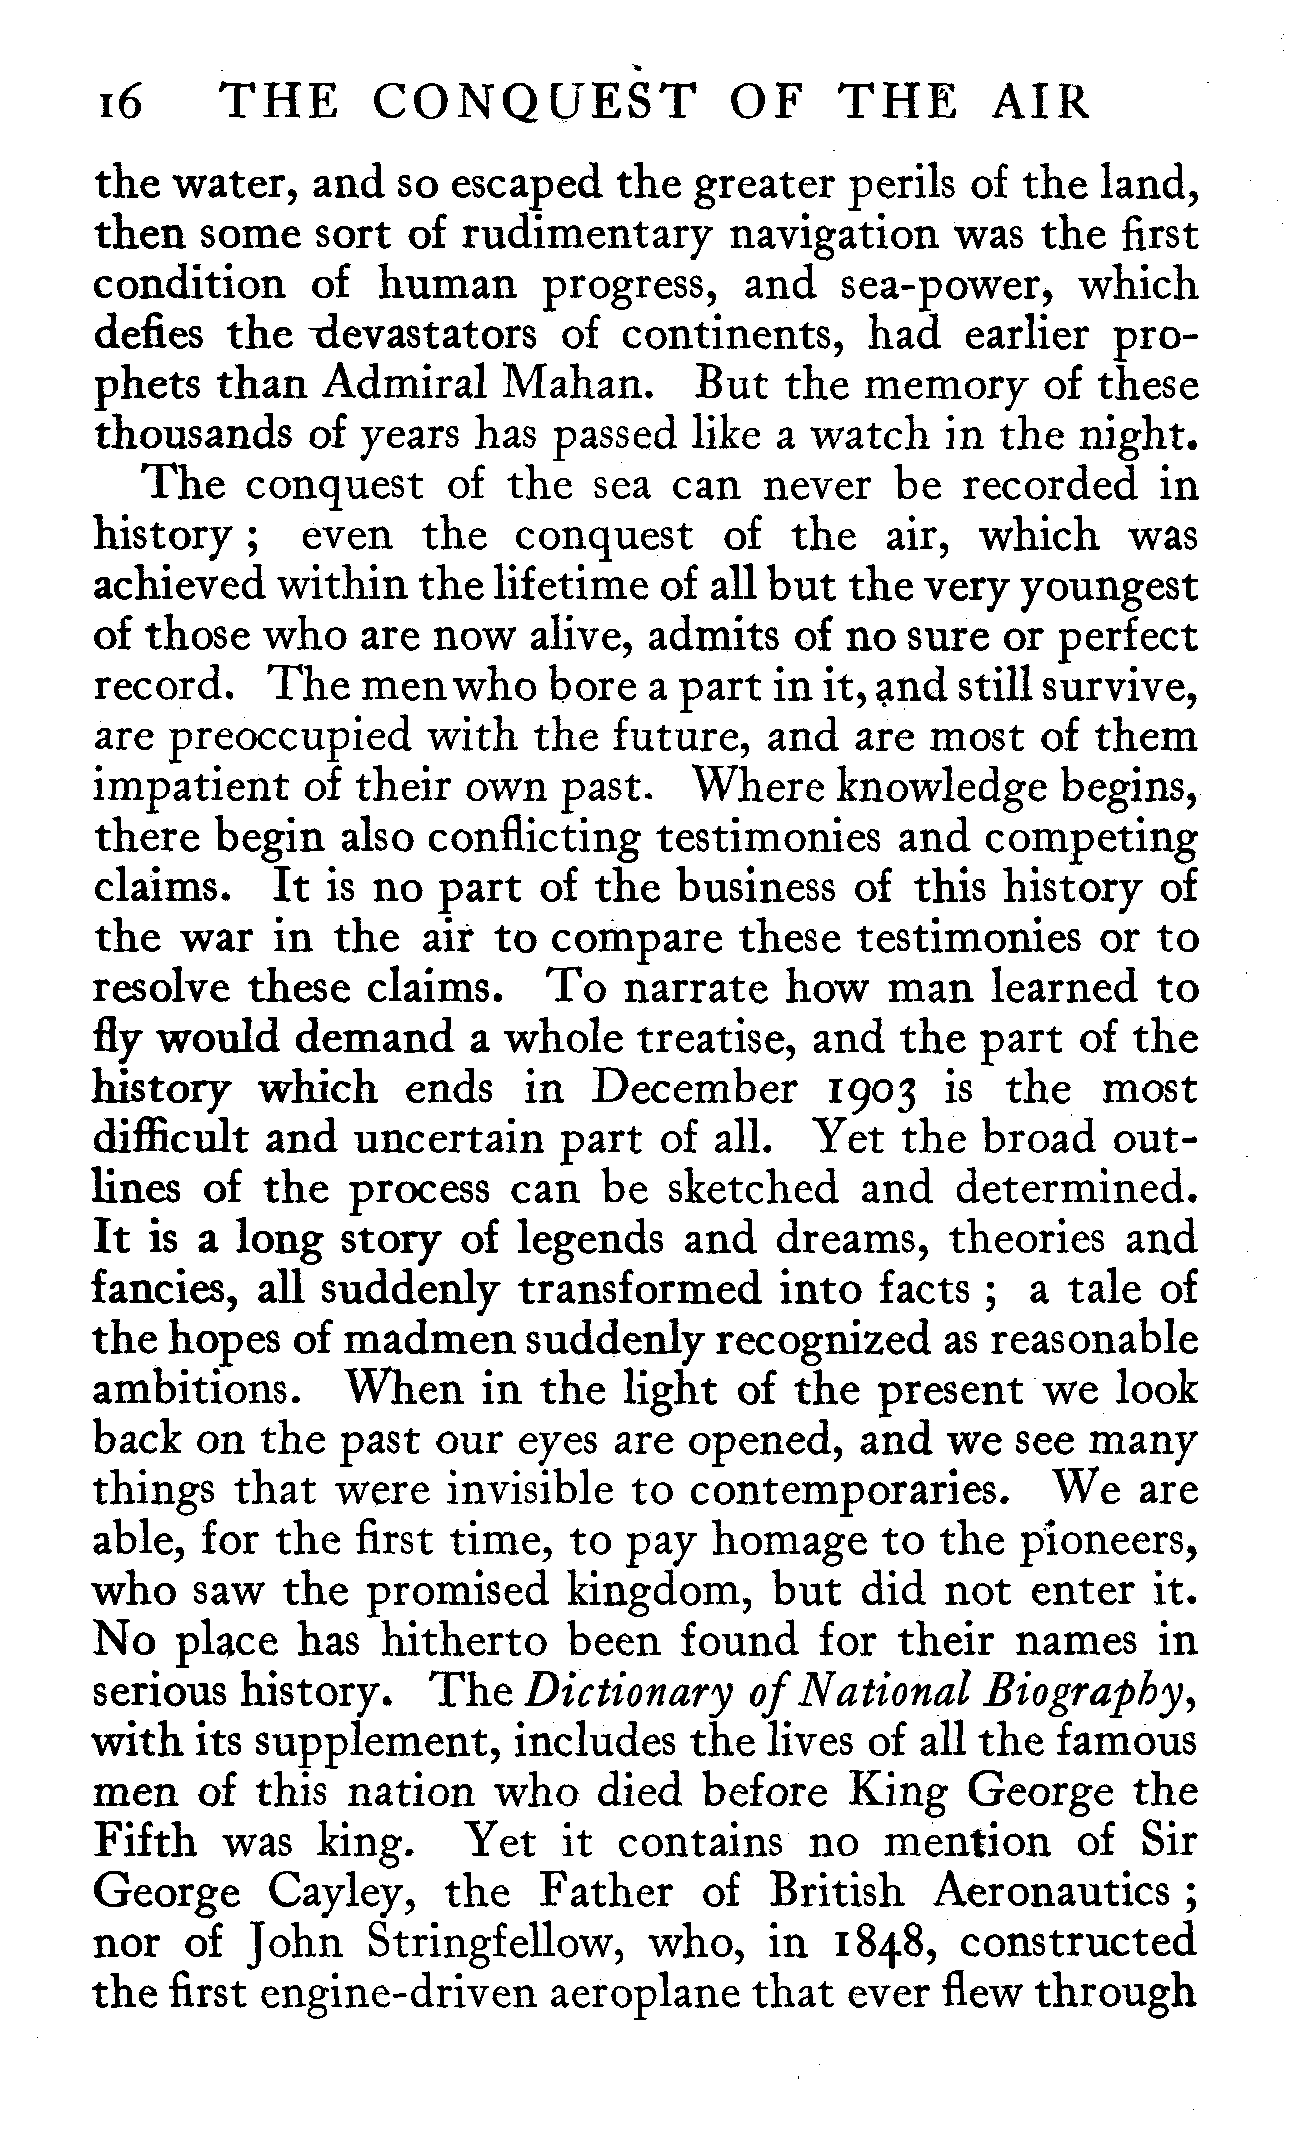 16 THE CONQUEST OF THE AIR
the water, and so escaped the greater perils of the land,
then some sort of rudimentary navigation was the first
condition of human progress, and sea-power, which
defies the devastators of continents, had earlier pro-
phets than Admiral Mahan. But the memory of these
thousands of years has passed like a watch in the night.
The conquest of the sea can never be recorded in
history ; even the conquest of the air, which was
achieved within the lifetime of all but the very youngest
of those who are now alive, admits of no sure or perfect
record. The men who bore a part in it, and still survive,
are preoccupied with the future, and are most of them
impatient of their own past. Where knowledge begins,
there begin also conflicting testimonies and competing
claims. It is no part of the business of this history of
the war in the air to compare these testimonies or to
resolve these claims. To narrate how man learned to
fly would demand a whole treatise, and the part of the
history which ends in December 1903 is the most
difficult and uncertain part of all. Yet the broad out-
lines of the process can be sketched and determined.
It is a long story of legends and dreams, theories and
fancies, all suddenly transformed into facts ; a tale of
the hopes of madmen suddenly recognized as reasonable
ambitions. When in the light of the present we look
back on the past our eyes are opened, and we see many
things that were invisible to contemporaries. We are
able, for the first time, to pay homage to the pioneers,
who saw the promised kingdom, but did not enter it.
No place has hitherto been found for their names in
serious history. The Dictionary of National Biography,
with its supplement, includes the lives of all the famous
men of this nation who died before King George the
Fifth was king. Yet it contains no mention of Sir
George Cayley, the Father of British Aeronautics ;
nor of John Stringfellow, who, in 1848, constructed
the first engine-driven aeroplane that ever flew through